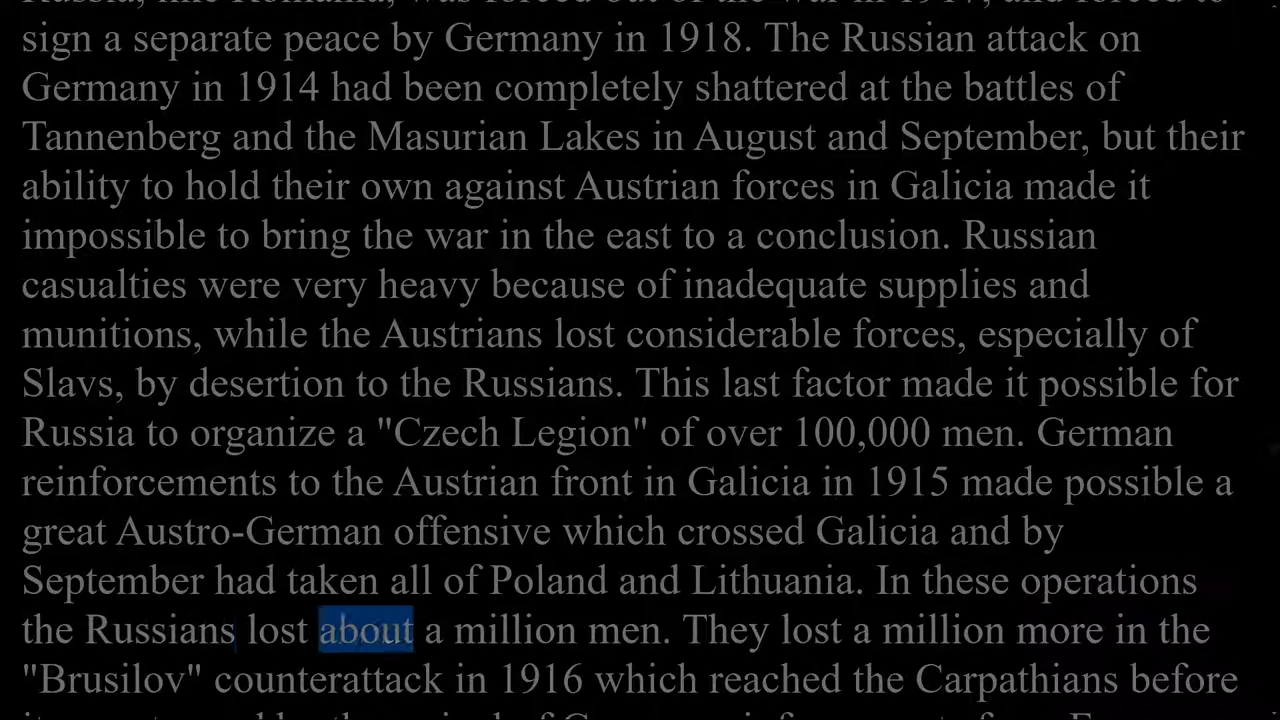 sign a separate peace by Germany in 1918. The Russian attack on
Germany in 1914 had been completely shattered at the battles of
Tannenberg and the Masurian Lakes in August and September, but their
ability to hold their own against Austrian forces in Galicia made it
impossible to bring the war in the east to a conclusion. Russian
casualties were very heavy because of inadequate supplies and
munitions, while the Austrians lost considerable forces, especially of
Slavs, by desertion to the Russians. This last factor made it possible for
Russia to organize a "Czech Legion" of over 100,000 men. German
reinforcements to the Austrian front in Galicia in 1915 made possible a
great Austro-German offensive which crossed Galicia and by
September had taken all of Poland and Lithuania. In these operations
the Russians lost about a million men. They lost a million more in the
"Brusilov" counterattack in 1916 which reached the Carpathians before